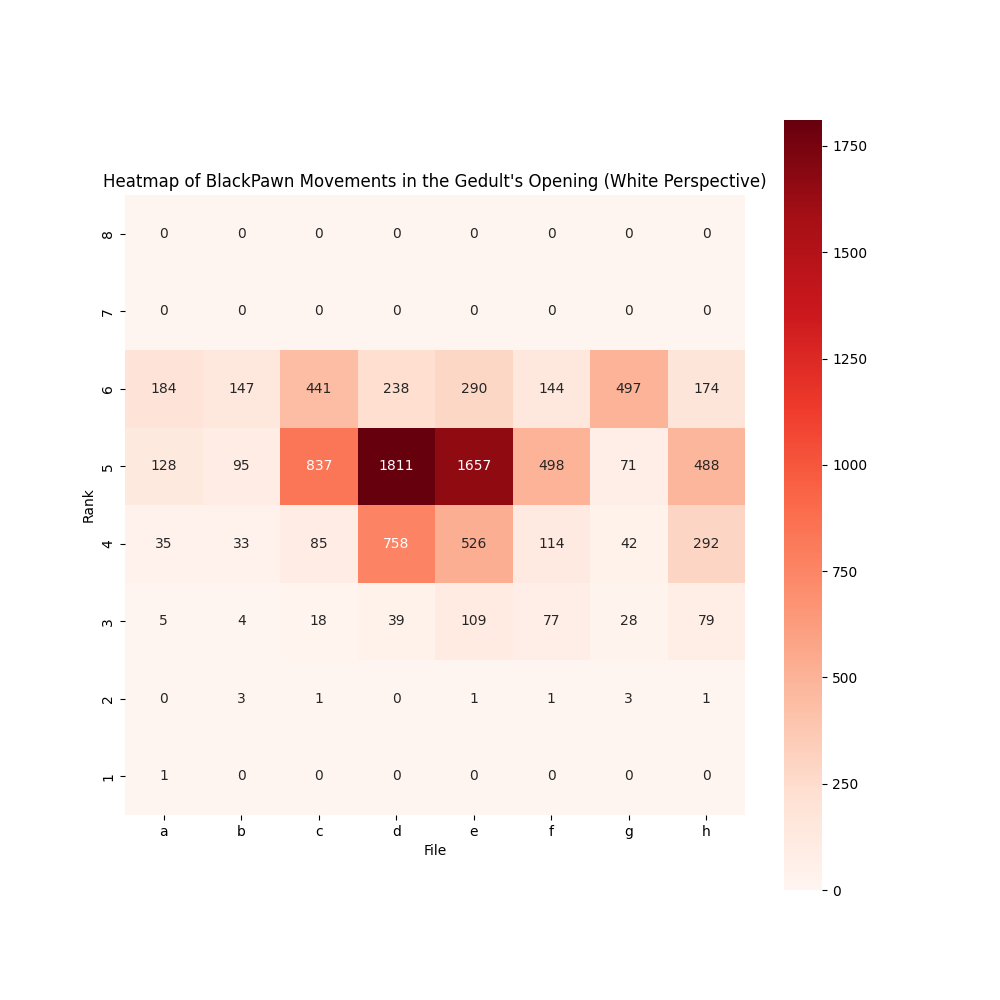 Heatmap of BlackPawn Movements in the Gedult's Opening (White Perspective)
8 0 0 0 0 0 0 0 0
7 0 0 0 0 0 0 0 0
6 184 147 441 238 290 144 497 174
5 128 95 837 1811 1657 498 71 488
4 35 33 85 758 526 114 42 292
3 5 4 18 39 109 77 28 79
2 0 3 1 0 1 1 3 1
1 1 0 0 0 0 0 0 0
a b c d e f g h
Rank
File
1750
1500
1250
1000
750
500
250
0